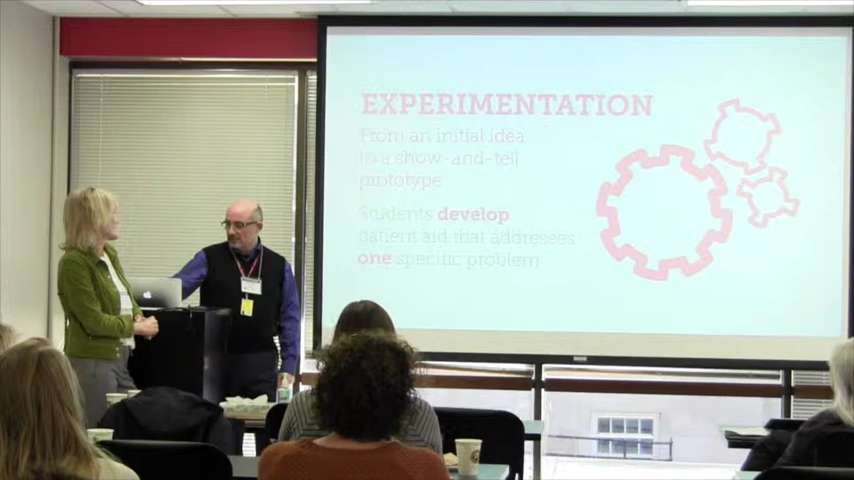 EXPERIMENTATION
From an initial idea
to a show-and-tell
prototype
Students develop
patient aid that addresses
one specific problem